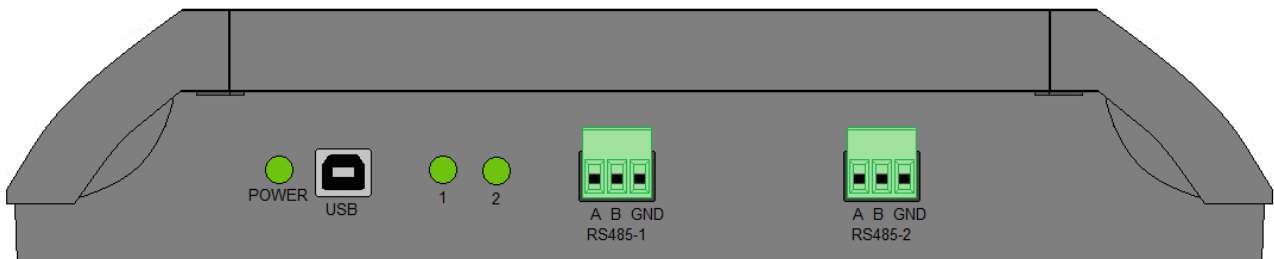 POWER
USB
1
2
A B GND
RS485-1
A B GND
RS485-2